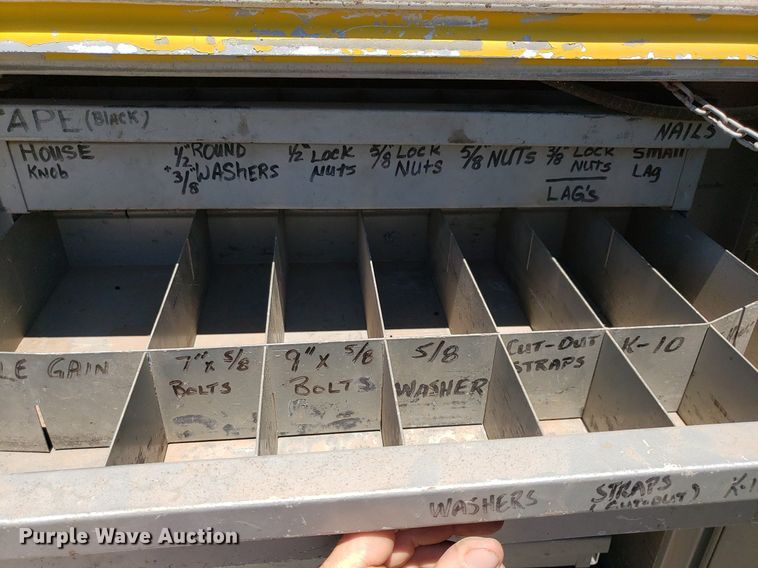 APE (Black)
NAILS
HOUSE Knob
1/2" ROUND + 3/8" WASHERS
1/2" LOCK NUTS
5/8" LOCK NUTS
5/8" NUTS
3/8 LOCK NUTS
LAG's
SMALL LAG
LE GAIN
7" x 5/8 BOLTS
9" x 5/8 BOLTS
5/8 WASHER
CUT-OUT STRAPS
K-10
WASHERS
STRAPS (CUT-OUT)
K-1
Purple Wave Auction